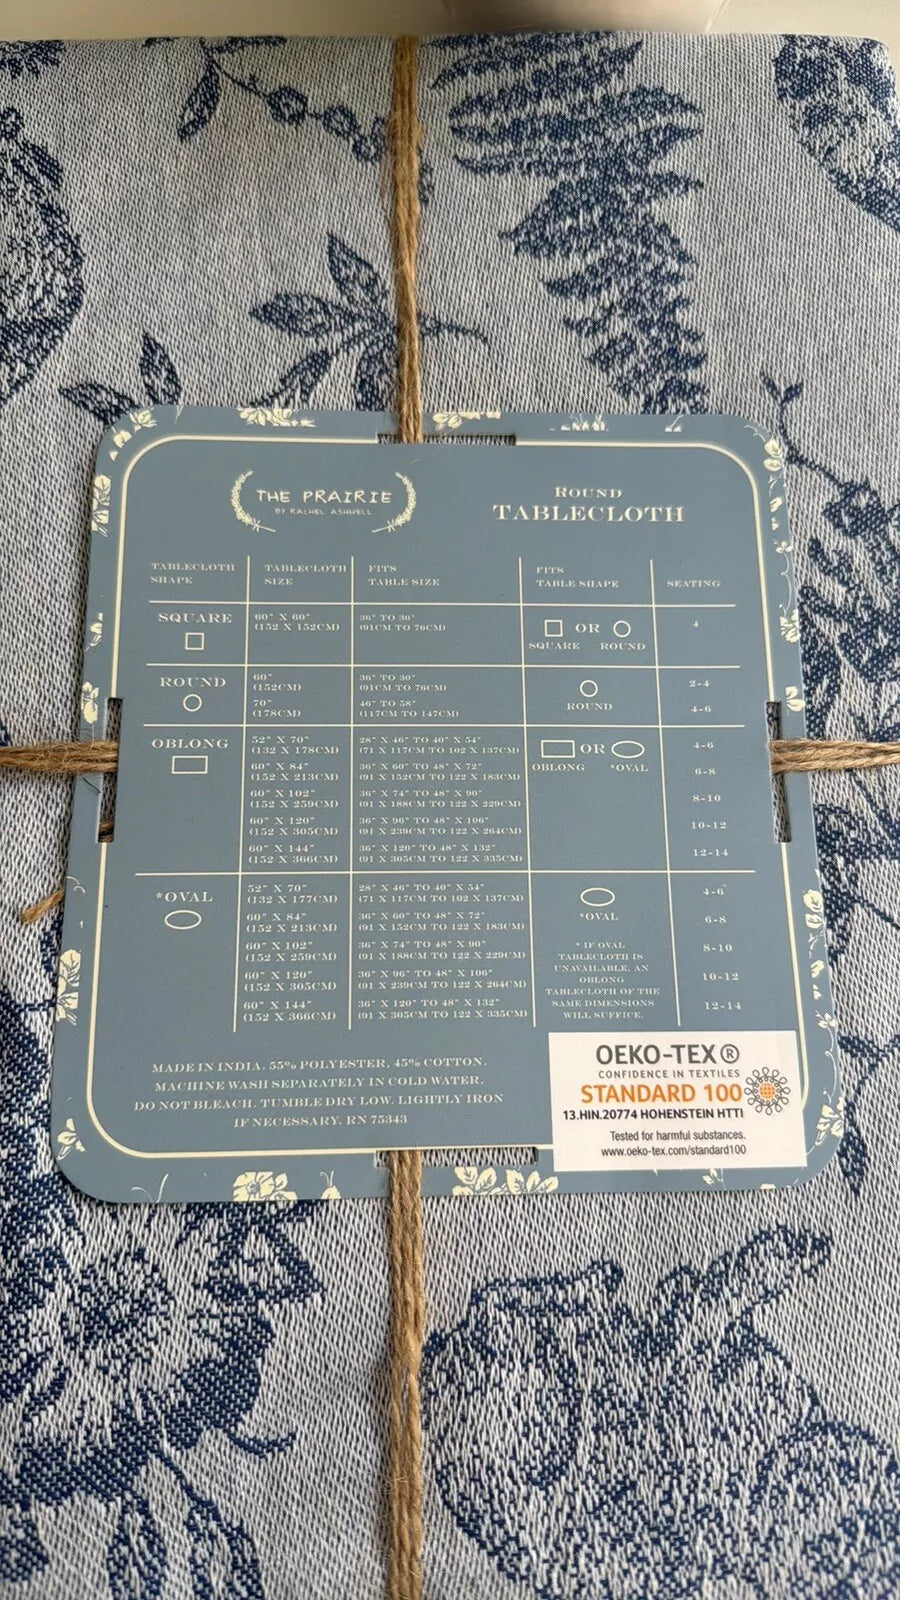 THE PRAIRIE
BY RACHEL ASHWELL
ROUND
TABLECLOTH
TABLECLOTH SHAPE
TABLECLOTH SIZE
FITS TABLE SIZE
FITS TABLE SHAPE
SEATING
SQUARE
60" X 60"
(152 X 152CM)
36" TO 30"
(91CM TO 76CM)
OR
SQUARE ROUND
4
ROUND
60"
(152CM)
36" TO 30"
(91CM TO 76CM)
2-4
70"
(178CM)
46" TO 58"
(117CM TO 147CM)
4-6
ROUND
OBLONG
52" X 70"
(132 X 178CM)
28" X 46" TO 40" X 54"
(71 X 117CM TO 102 X 137CM)
OR
OBLONG *OVAL
4-6
60" X 84"
(152 X 213CM)
36" X 60" TO 48" X 72"
(91 X 152CM TO 122 X 183CM)
6-8
60" X 102"
(152 X 259CM)
36" X 74" TO 48" X 90"
(91 X 188CM TO 122 X 229CM)
8-10
60" X 120"
(152 X 305CM)
36" X 96" TO 48" X 106"
(91 X 239CM TO 122 X 264CM)
10-12
60" X 144"
(152 X 366CM)
36" X 120" TO 48" X 132"
(91 X 305CM TO 122 X 335CM)
12-14
*OVAL
52" X 70"
(132 X 177CM)
28" X 46" TO 40" X 54"
(71 X 117CM TO 102 X 137CM)
4-6
60" X 84"
(152 X 213CM)
36" X 60" TO 48" X 72"
(91 X 152CM TO 122 X 183CM)
6-8
60" X 102"
(152 X 259CM)
36" X 74" TO 48" X 90"
(91 X 188CM TO 122 X 229CM)
8-10
60" X 120"
(152 X 305CM)
36" X 96" TO 48" X 106"
(91 X 239CM TO 122 X 264CM)
10-12
60" X 144"
(152 X 366CM)
36" X 120" TO 48" X 132"
(91 X 305CM TO 122 X 335CM)
12-14
*OVAL
* IF OVAL
TABLECLOTH IS
UNAVAILABLE, AN
OBLONG
TABLECLOTH OF THE
SAME DIMENSIONS
WILL SUFFICE.
MADE IN INDIA. 55% POLYESTER, 45% COTTON.
MACHINE WASH SEPARATELY IN COLD WATER.
DO NOT BLEACH. TUMBLE DRY LOW. LIGHTLY IRON
IF NECESSARY. RN 75343
OEKO-TEX®
CONFIDENCE IN TEXTILES
STANDARD 100
13.HIN.20774 HOHENSTEIN HTTI
Tested for harmful substances.
www.oeko-tex.com/standard100